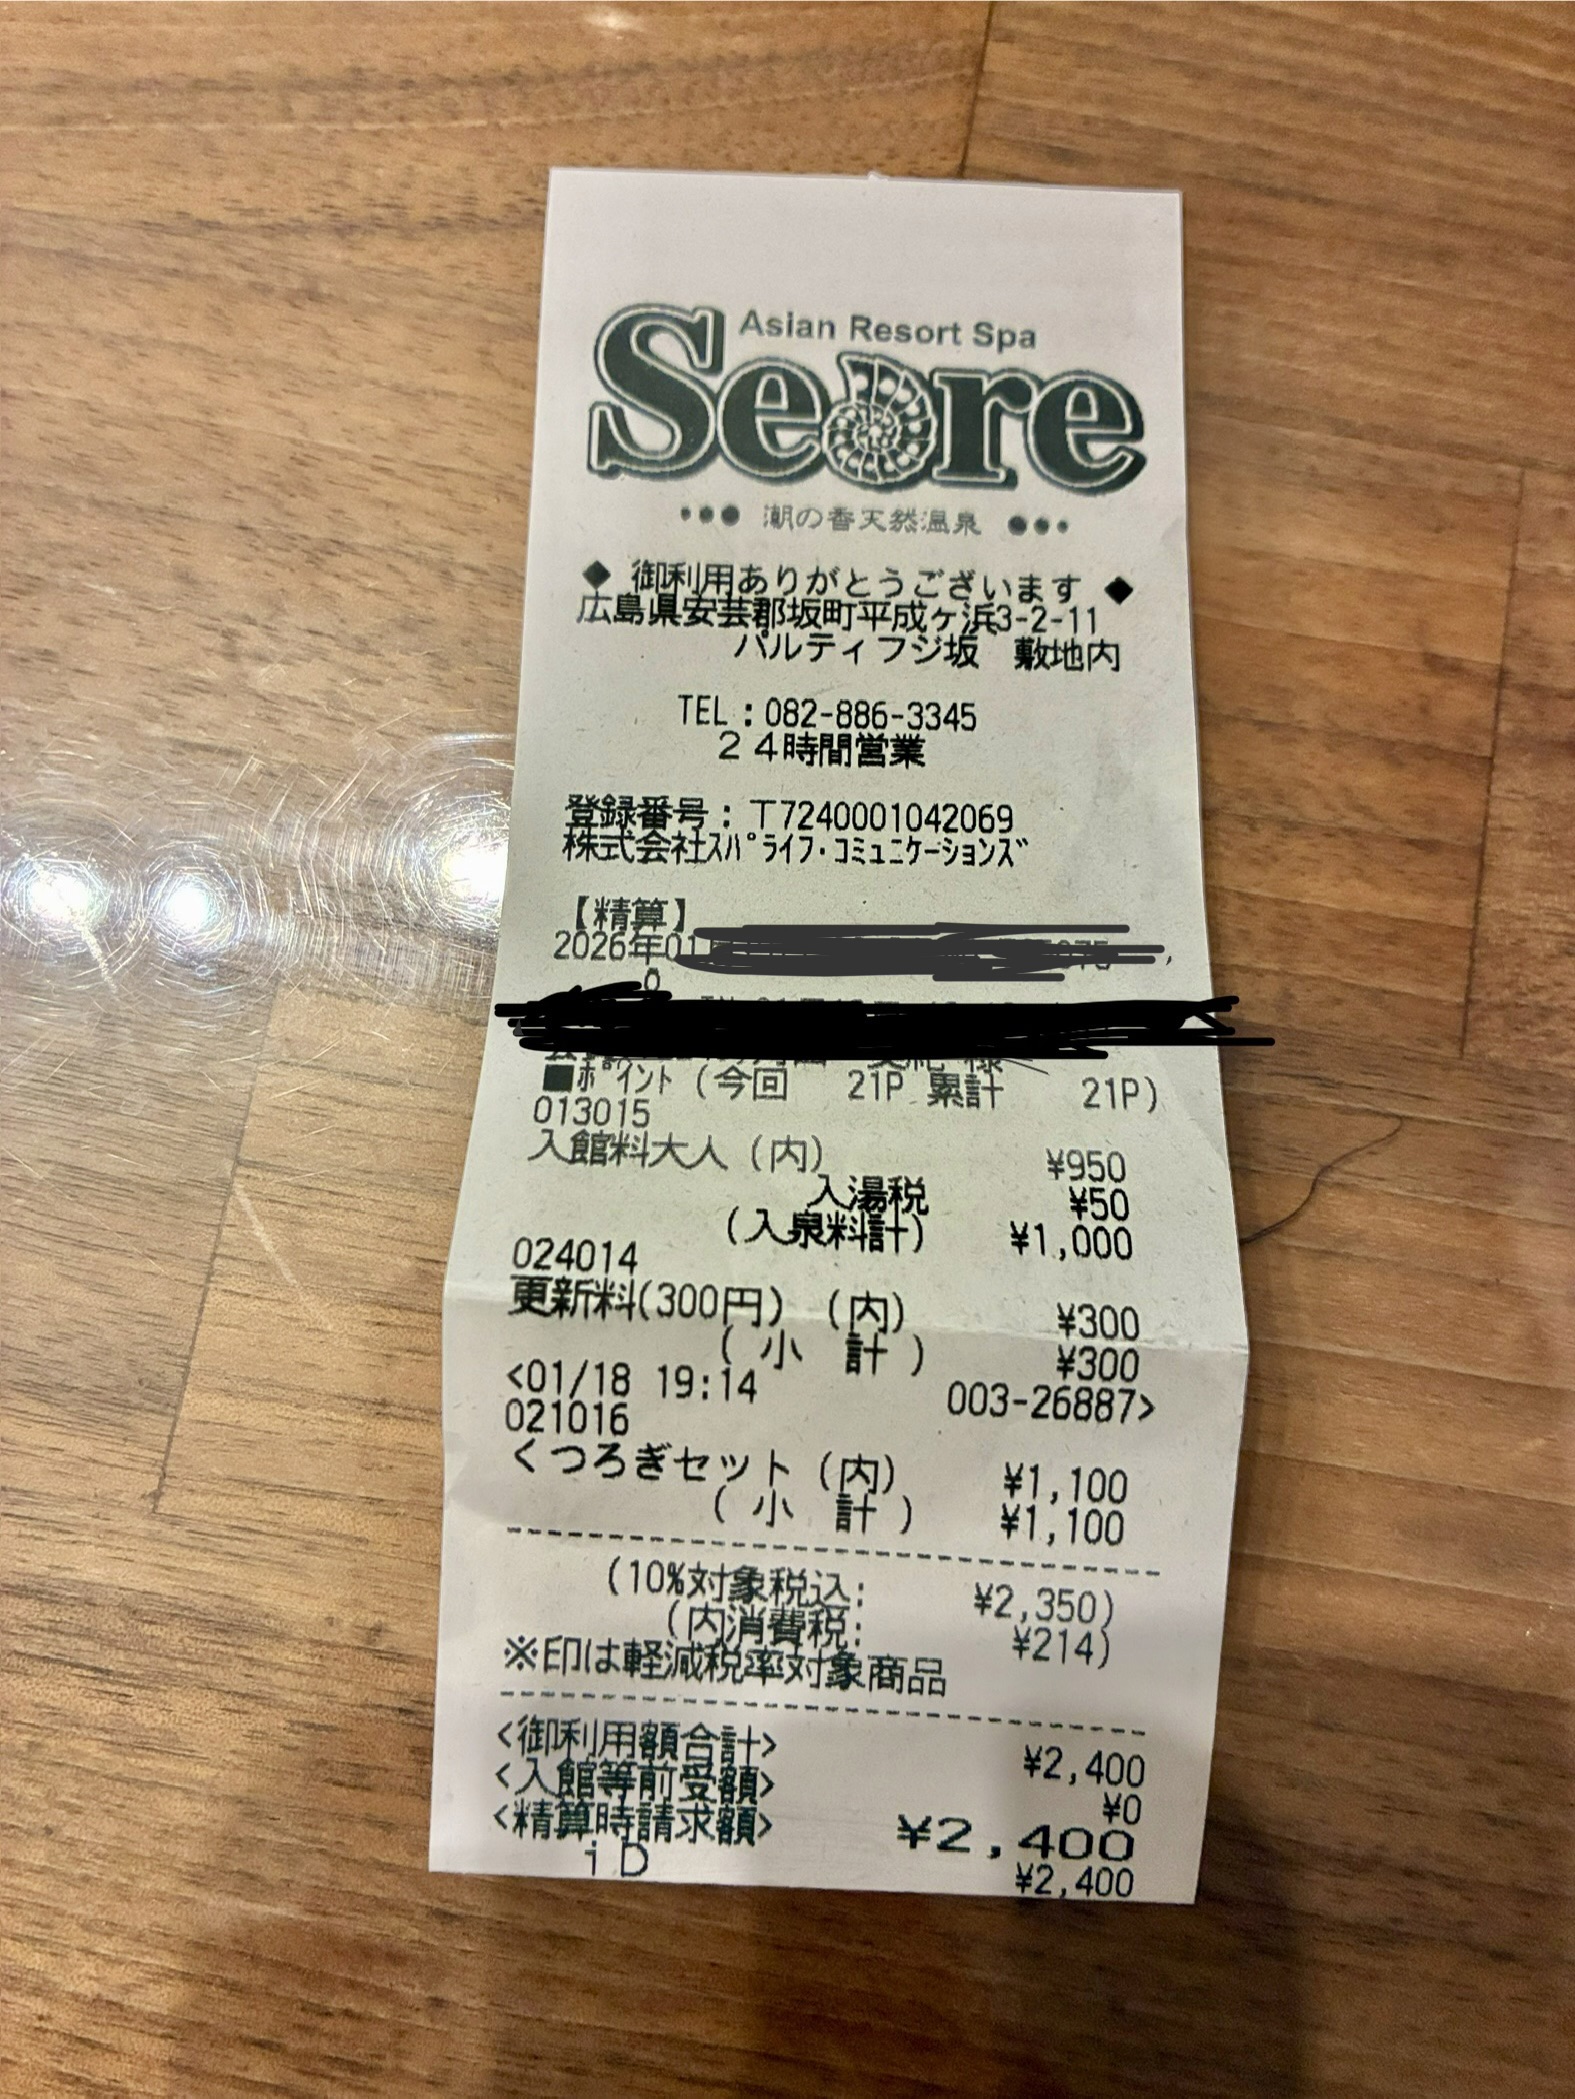 Asian Resort Spa
Seare
潮の香天然温泉
◆ 御利用ありがとうございます ◆
広島県安芸郡坂町平成ヶ浜3-2-11
パルティフジ坂 敷地内
TEL:082-886-3345
24時間営業
登録番号: T7240001042069
株式会社ｽﾊﾟﾗｲﾌ･ｺﾐｭﾆｹｰｼｮﾝｽﾞ
【精算】
2026年01
■ﾎﾟｲﾝﾄ (今回 21P 累計 21P)
013015
入館料大人 (内) ¥950
入湯税 ¥50
(入泉料計) ¥1,000
024014
更新料(300円) (内) ¥300
( 小 計 ) ¥300
<01/18 19:14 003-26887>
021016
くつろぎセット (内) ¥1,100
( 小 計 ) ¥1,100
(10%対象税込: ¥2,350)
(内消費税: ¥214)
※印は軽減税率対象商品
<御利用額合計> ¥2,400
<入館等前受額> ¥0
<精算時請求額> ¥2,400
iD ¥2,400